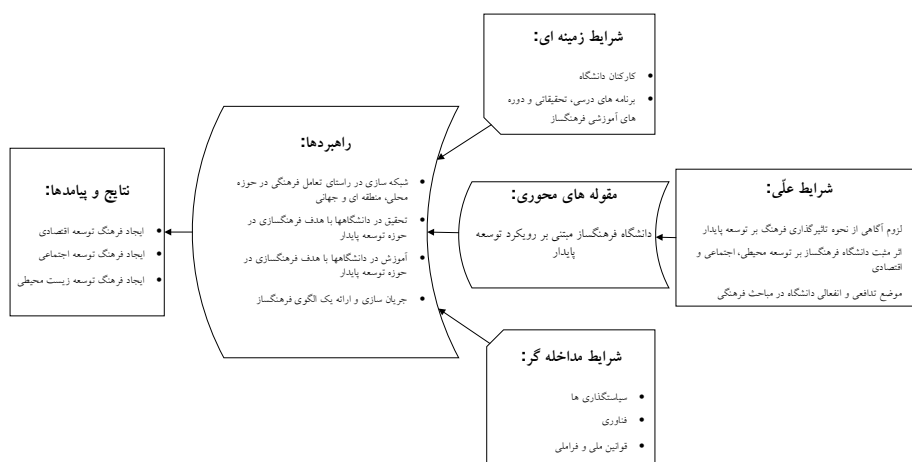 شرایط زمینه ای:
کارکنان دانشگاه
برنامه های درسی، تحقیقاتی و دوره
های آموزشی فرهنگساز
شرایط علّی:
لزوم آگاهی از نحوه تاثیرگذاری فرهنگ بر توسعه پایدار
اثر مثبت دانشگاه فرهنگساز بر توسعه محیطی، اجتماعی و
اقتصادی
موضع تدافعی و انفعالی دانشگاه در مباحث فرهنگی
مقوله های محوری:
دانشگاه فرهنگساز مبتنی بر رویکرد توسعه
پایدار
راهبردها:
شبکه سازی در راستای تعامل فرهنگی در حوزه
محلی، منطقه ای و جهانی
تحقیق در دانشگاهها با هدف فرهنگسازی در
حوزه توسعه پایدار
آموزش در دانشگاهها با هدف فرهنگسازی در
حوزه توسعه پایدار
جریان سازی و ارائه یک الگوی فرهنگساز
نتایج و پیامدها:
ایجاد فرهنگ توسعه اقتصادی
ایجاد فرهنگ توسعه اجتماعی
ایجاد فرهنگ توسعه زیست محیطی
شرایط مداخله گر:
سیاستگذاری ها
فناوری
قوانین ملی و فراملی